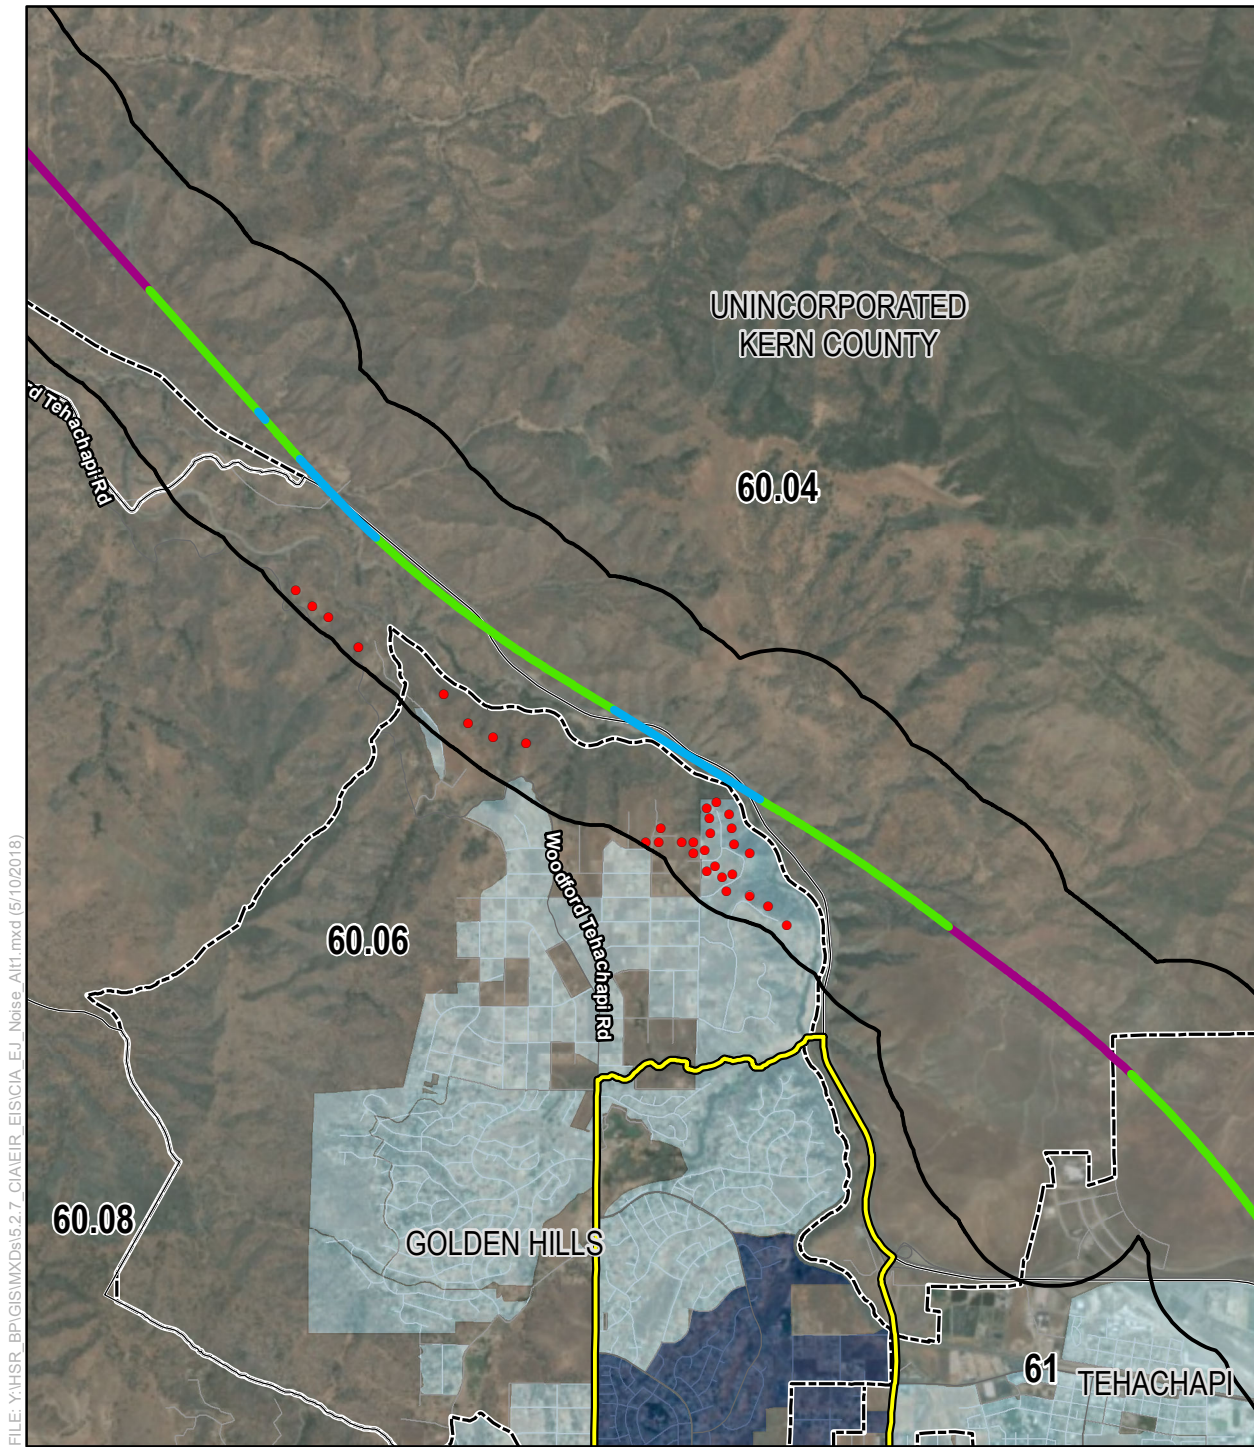 UNINCORPORATED
KERN COUNTY
rd Tehachapi Rd
60.04
Woodford Tehachapi Rd
60.06
60.08
GOLDEN HILLS
61
TEHACHAPI
FILE: Y:\HSR_BP\GIS\MXDs\5.2.7_CIA\EIR_EIS\CIA_EJ_Noise_Alt1.mxd (5/10/2018)